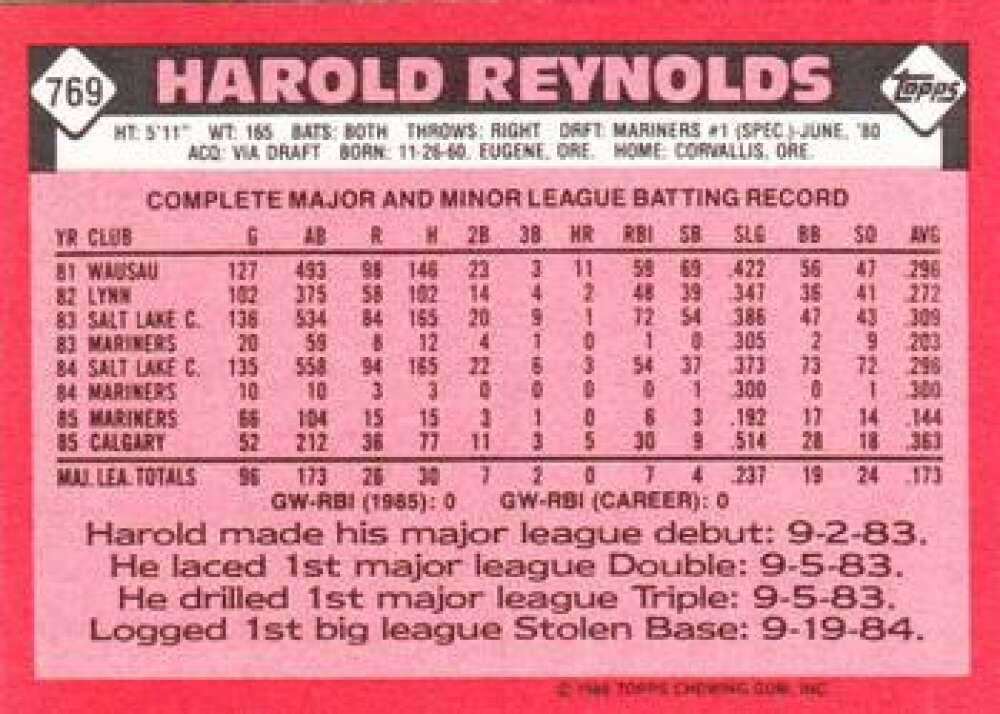 769 HAROLD REYNOLDS Topps
HT: 5'11" WT: 165 BATS: BOTH THROWS: RIGHT DRFT: MARINERS #1 (SPEC.)-JUNE, '80
ACQ: VIA DRAFT BORN: 11-26-60, EUGENE, ORE. HOME: CORVALLIS, ORE.
COMPLETE MAJOR AND MINOR LEAGUE BATTING RECORD
YR CLUB G AB R H 2B 3B HR RBI SB SLG BB SO AVG
81 WAUSAU 127 493 98 146 23 3 11 59 69 .422 56 47 .296
82 LYNN 102 375 58 102 14 4 2 48 39 .347 36 41 .272
83 SALT LAKE C. 136 534 84 165 20 9 1 72 54 .386 47 43 .309
83 MARINERS 20 59 8 12 4 1 0 1 0 .305 2 9 .203
84 SALT LAKE C. 135 558 94 165 22 6 3 54 37 .373 73 72 .296
84 MARINERS 10 10 3 3 0 0 0 0 1 .300 0 1 .300
85 MARINERS 66 104 15 15 3 1 0 6 3 .192 17 14 .144
85 CALGARY 52 212 36 77 11 3 5 30 9 .514 28 18 .363
MAJ. LEA. TOTALS 96 173 26 30 7 2 0 7 4 .237 19 24 .173
GW-RBI (1985): 0 GW-RBI (CAREER): 0
Harold made his major league debut: 9-2-83.
He laced 1st major league Double: 9-5-83.
He drilled 1st major league Triple: 9-5-83.
Logged 1st big league Stolen Base: 9-19-84.
© 1986 TOPPS CHEWING GUM, INC.